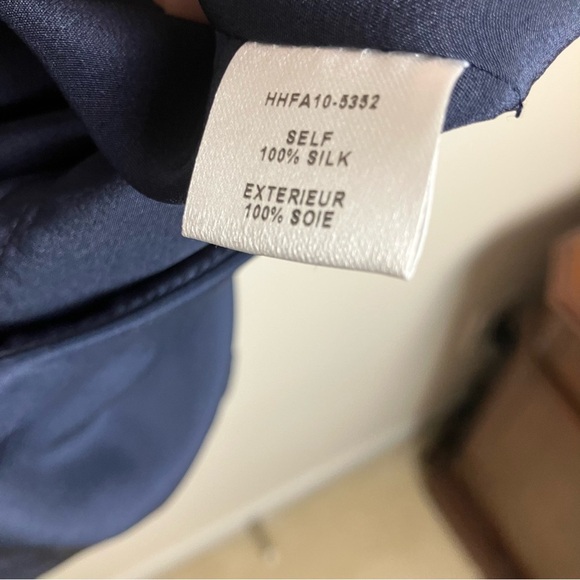 HHFA10-5352
SELF
100% SILK
EXTERIEUR
100% SOIE